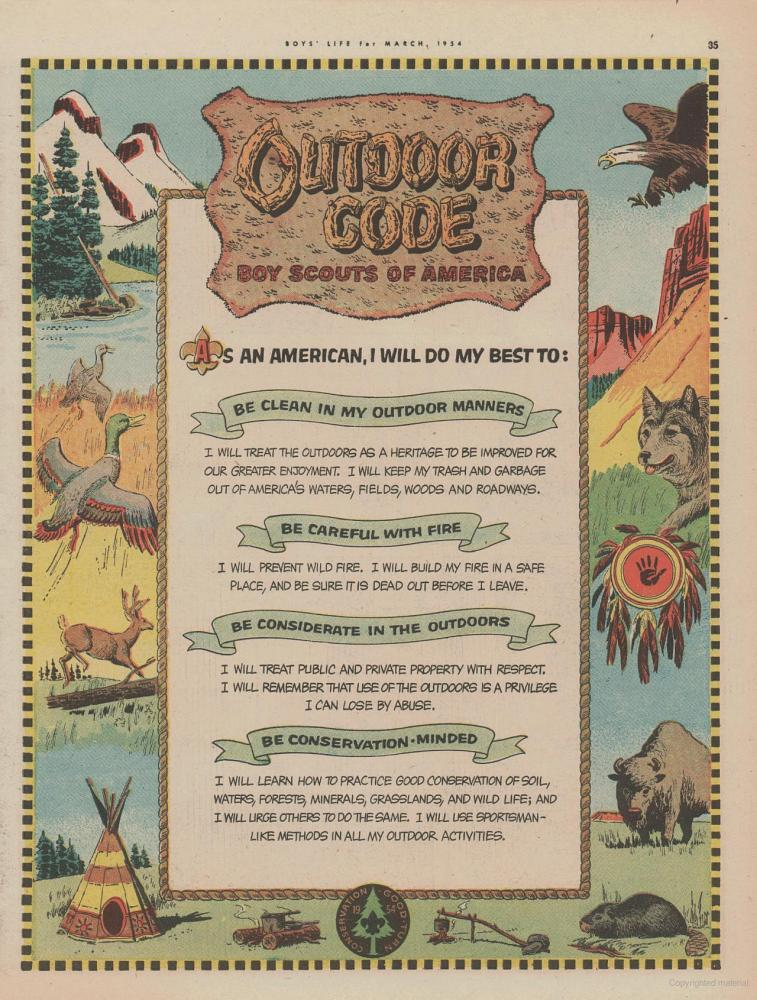 BOYS' LIFE for MARCH, 1954
35
OUTDOOR
CODE
BOY SCOUTS OF AMERICA
AS AN AMERICAN, I WILL DO MY BEST TO:
BE CLEAN IN MY OUTDOOR MANNERS
I WILL TREAT THE OUTDOORS AS A HERITAGE TO BE IMPROVED FOR
OUR GREATER ENJOYMENT. I WILL KEEP MY TRASH AND GARBAGE
OUT OF AMERICA'S WATERS, FIELDS, WOODS AND ROADWAYS.
BE CAREFUL WITH FIRE
I WILL PREVENT WILD FIRE. I WILL BUILD MY FIRE IN A SAFE
PLACE, AND BE SURE IT IS DEAD OUT BEFORE I LEAVE.
BE CONSIDERATE IN THE OUTDOORS
I WILL TREAT PUBLIC AND PRIVATE PROPERTY WITH RESPECT.
I WILL REMEMBER THAT USE OF THE OUTDOORS IS A PRIVILEGE
I CAN LOSE BY ABUSE.
BE CONSERVATION-MINDED
I WILL LEARN HOW TO PRACTICE GOOD CONSERVATION OF SOIL,
WATERS, FORESTS, MINERALS, GRASSLANDS, AND WILD LIFE; AND
I WILL URGE OTHERS TO DO THE SAME. I WILL USE SPORTSMAN-
LIKE METHODS IN ALL MY OUTDOOR ACTIVITIES.
CONSERVATION GOOD TURN
1954
Copyrighted material